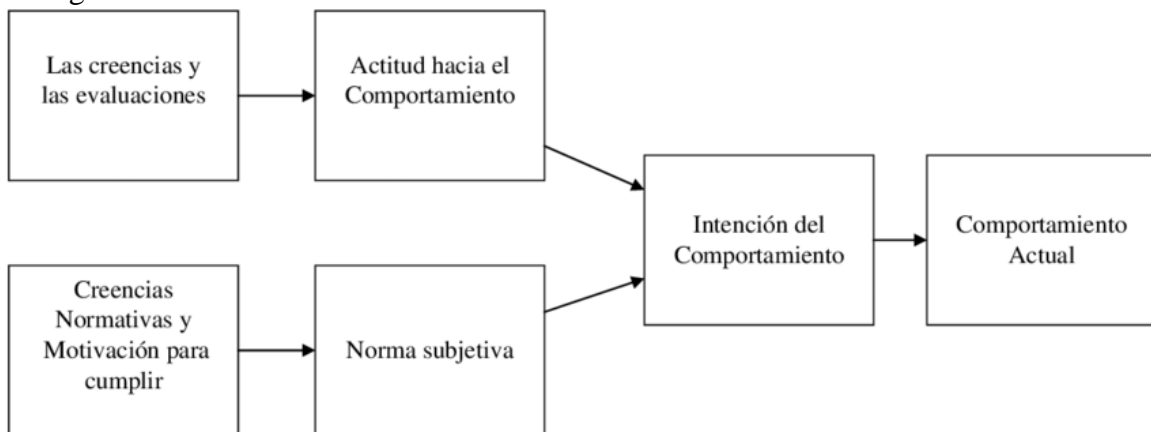 Las creencias y
las evaluaciones
Actitud hacia el
Comportamiento
Intención del
Comportamiento
Comportamiento
Actual
Creencias
Normativas y
Motivación para
cumplir
Norma subjetiva